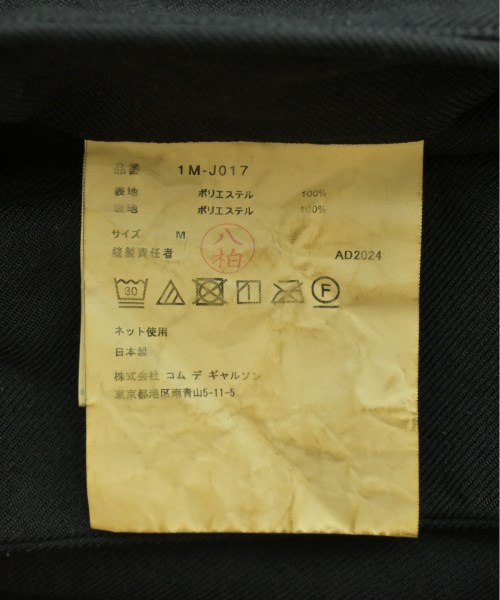 品番 1M-J017
表地 ポリエステル 100%
表地 ポリエステル 100%
サイズ M
縫製責任者 八柏 AD2024
30 1 F
ネット使用
日本製
株式会社 コム デ ギャルソン
東京都港区南青山5-11-5